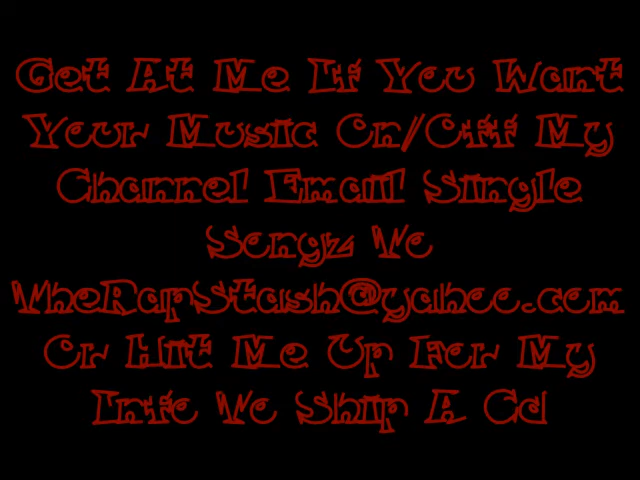 Get At Me If You Want
Your Music On/Off My
Channel Email Single
Songz To
TheRapStash@yahoo.com
Or Hit Me Up For My
Info To Ship A Cd